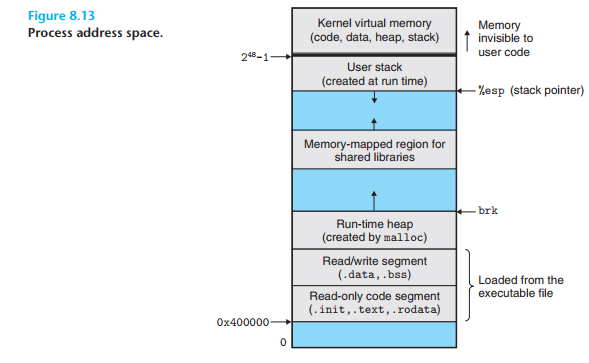 Figure 8.13
Process address space.
Kernel virtual memory
(code, data, heap, stack)
Memory
invisible to
user code
2⁴⁸–1
User stack
(created at run time)
%esp (stack pointer)
Memory-mapped region for
shared libraries
brk
Run-time heap
(created by malloc)
Read/write segment
(.data,.bss)
Loaded from the
executable file
Read-only code segment
(.init,.text,.rodata)
0x400000
0